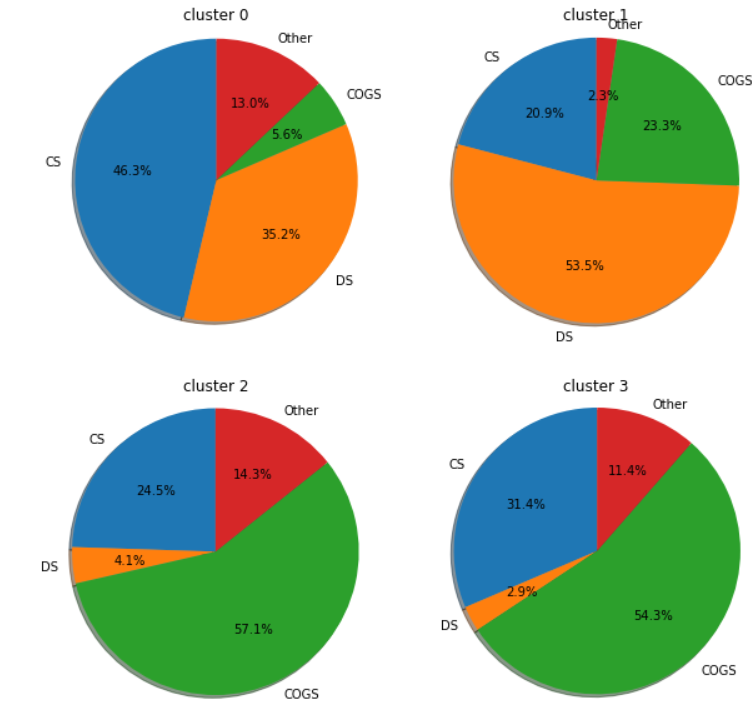 cluster 0
Other
COGS
13.0%
5.6%
CS
46.3%
35.2%
DS
cluster 1
Other
CS
COGS
2.3%
20.9%
23.3%
53.5%
DS
cluster 2
Other
CS
14.3%
24.5%
DS
4.1%
57.1%
COGS
cluster 3
Other
CS
11.4%
31.4%
2.9%
DS
54.3%
COGS